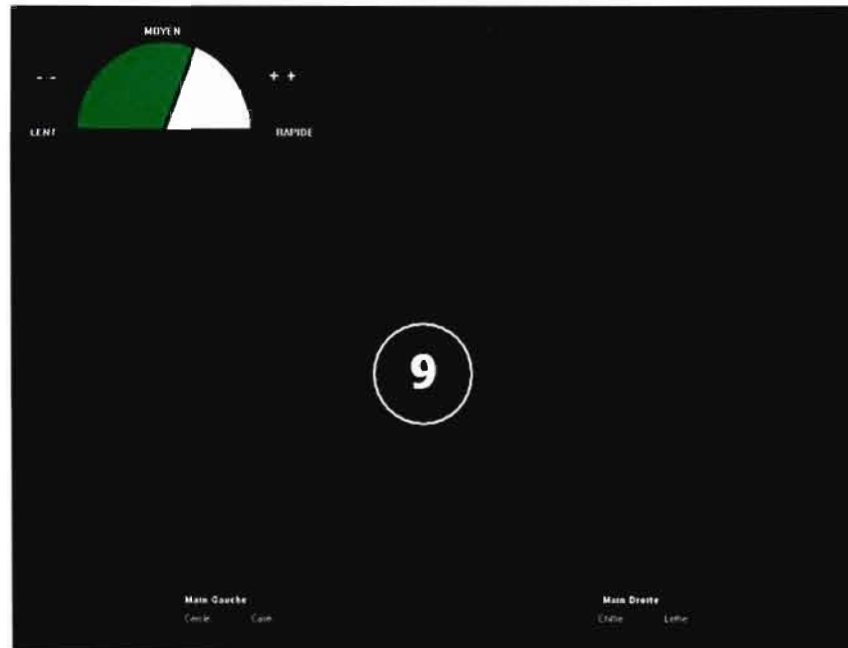 MOYEN
- - + +
LENT RAPIDE
9
Main Gauche Main Droite
Cercle Carré Chiffre Lettre